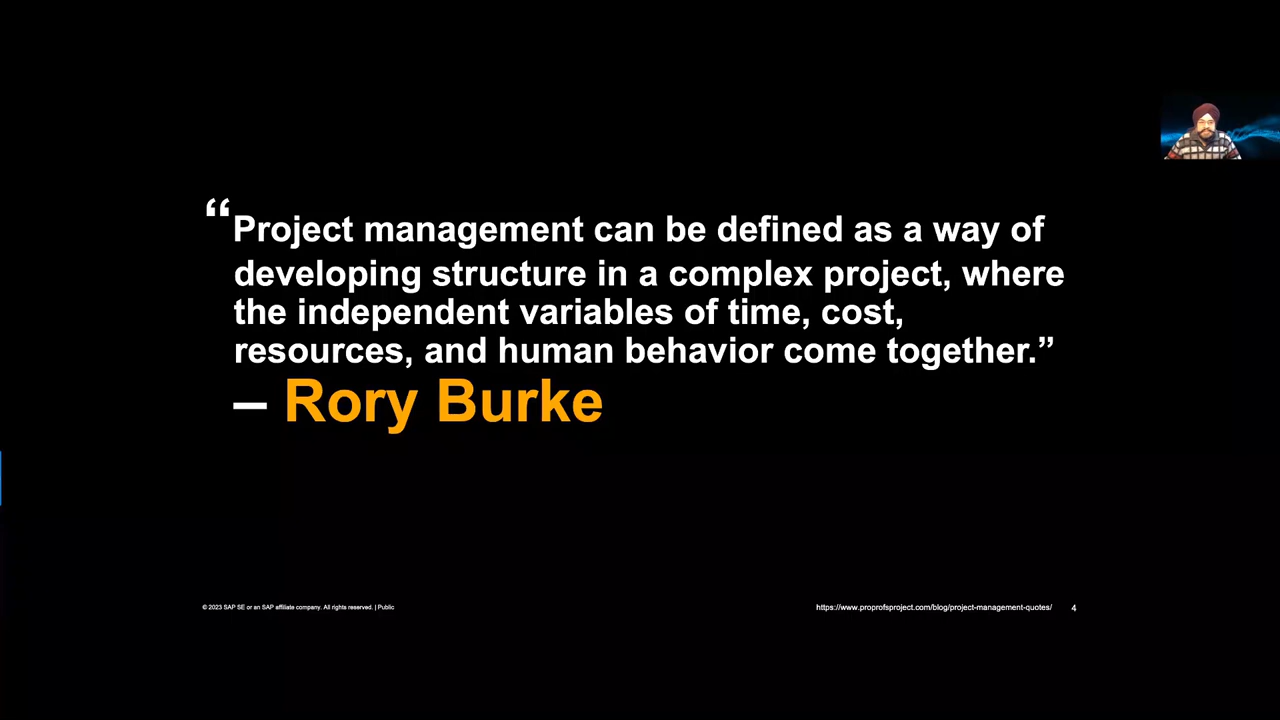 “Project management can be defined as a way of
developing structure in a complex project, where
the independent variables of time, cost,
resources, and human behavior come together.”
– Rory Burke
© 2023 SAP SE or an SAP affiliate company. All rights reserved. | Public
https://www.proprofsproject.com/blog/project-management-quotes/
4